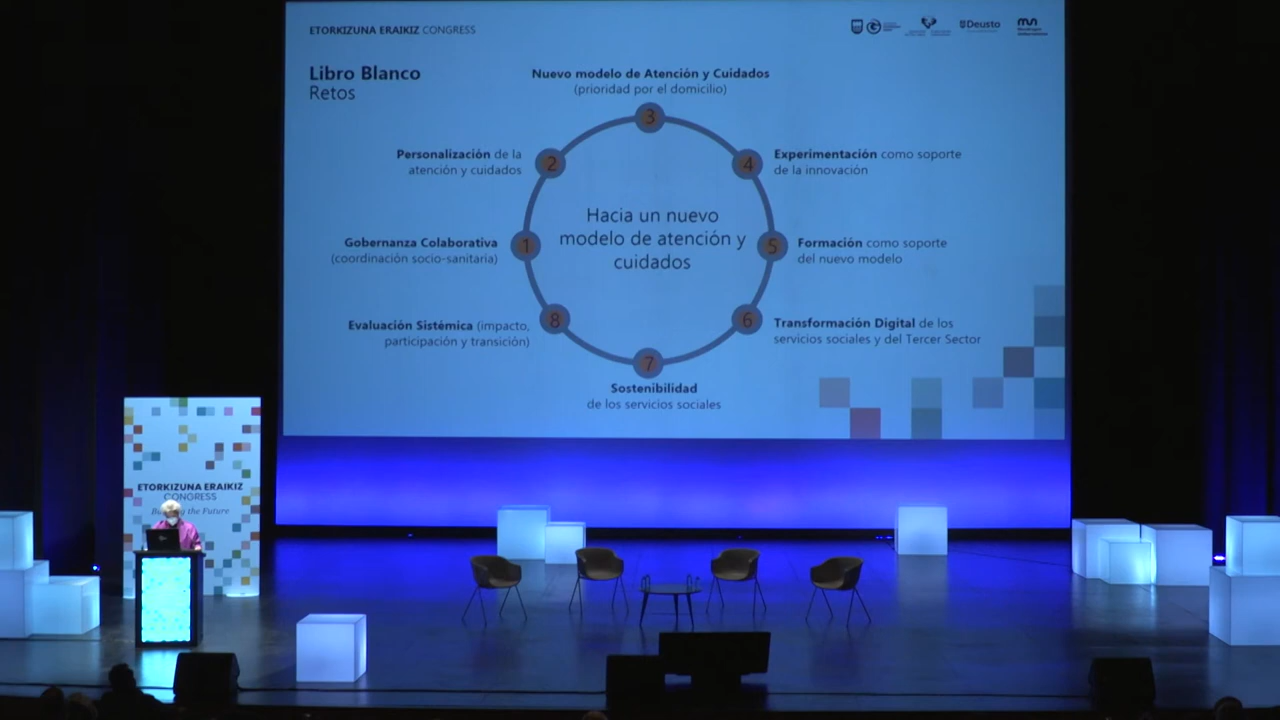 ETORKIZUNA ERAIKIZ CONGRESS
Deusto
Libro Blanco
Retos
Nuevo modelo de Atención y Cuidados
(prioridad por el domicilio)
3
2
4
Personalización de la
atención y cuidados
Experimentación como soporte
de la innovación
Hacia un nuevo
modelo de atención y
cuidados
Gobernanza Colaborativa
(coordinación socio-sanitaria)
1
5
Formación como soporte
del nuevo modelo
Evaluación Sistémica (impacto,
participación y transición)
8
6
Transformación Digital de los
servicios sociales y del Tercer Sector
7
Sostenibilidad
de los servicios sociales
ETORKIZUNA ERAIKIZ
CONGRESS
the Future